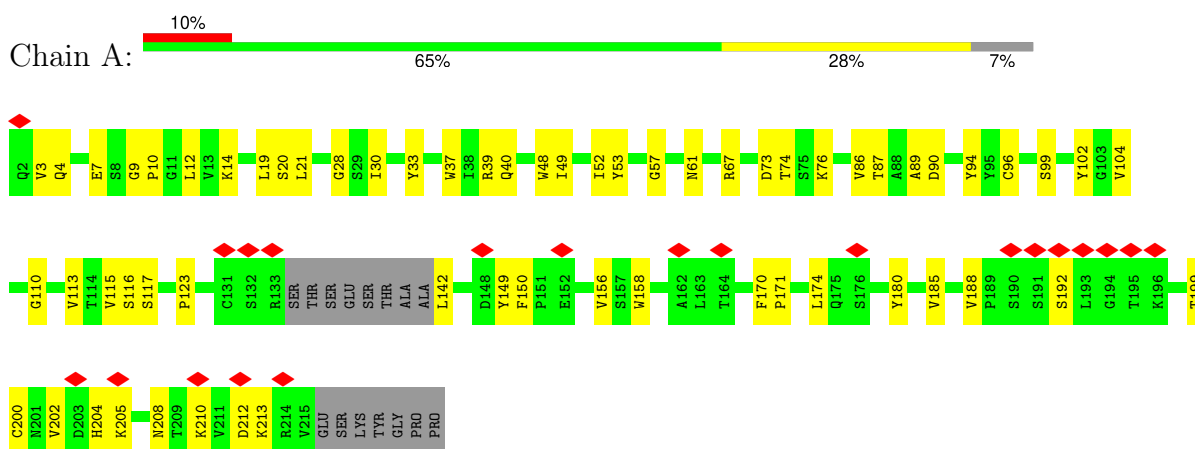 10%
Chain A:
65% 28% 7%
Q2 V3 Q4 E7 S8 G9 P10 G11 L12 V13 K14 L19 S20 L21 G28 S29 I30 Y33 W37 I38 R39 Q40 W48 I49 I52 Y53 G57 N61 R67 D73 T74 S75 K76 V86 T87 A88 A89 D90 Y94 Y95 C96 S99 Y102 G103 V104
G110 V113 T114 V115 S116 S117 P123 C131 S132 R133 SER THR SER GLU SER THR ALA ALA L142 D148 Y149 F150 P151 E152 V156 S157 W158 A162 L163 T164 F170 P171 L174 Q175 S176 Y180 V185 V188 P189 S190 S191 S192 L193 G194 T195 K196
C200 N201 V202 D203 H204 K205 N208 T209 K210 V211 D212 K213 R214 V215 GLU SER LYS TYR GLY PRO PRO